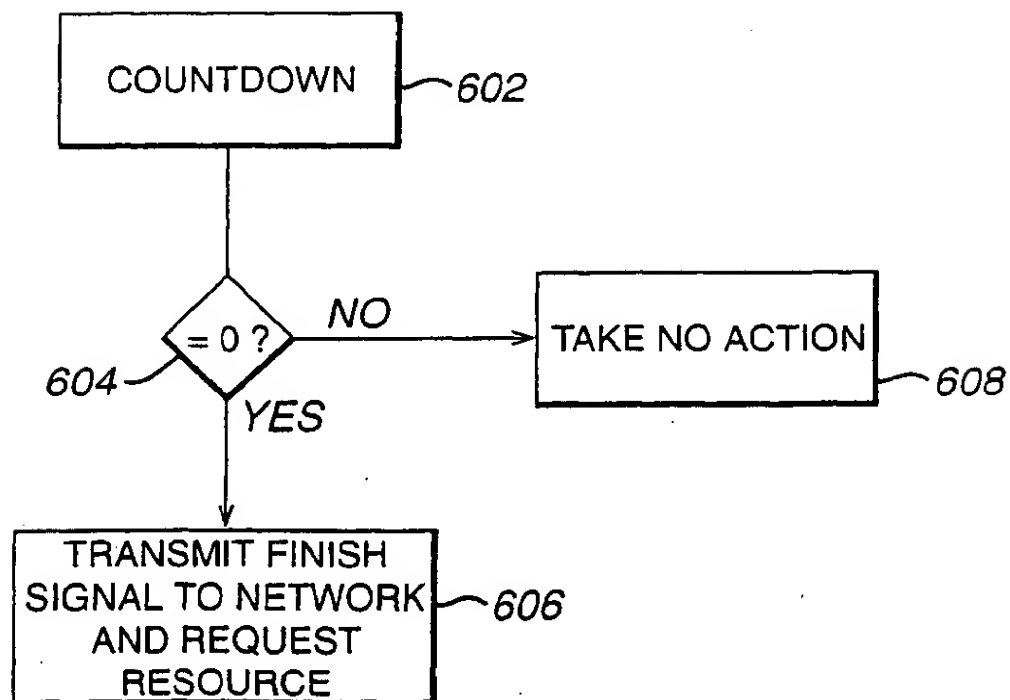 COUNTDOWN
602
= 0 ?
NO
604
YES
TAKE NO ACTION
608
TRANSMIT FINISH
SIGNAL TO NETWORK
AND REQUEST
RESOURCE
606